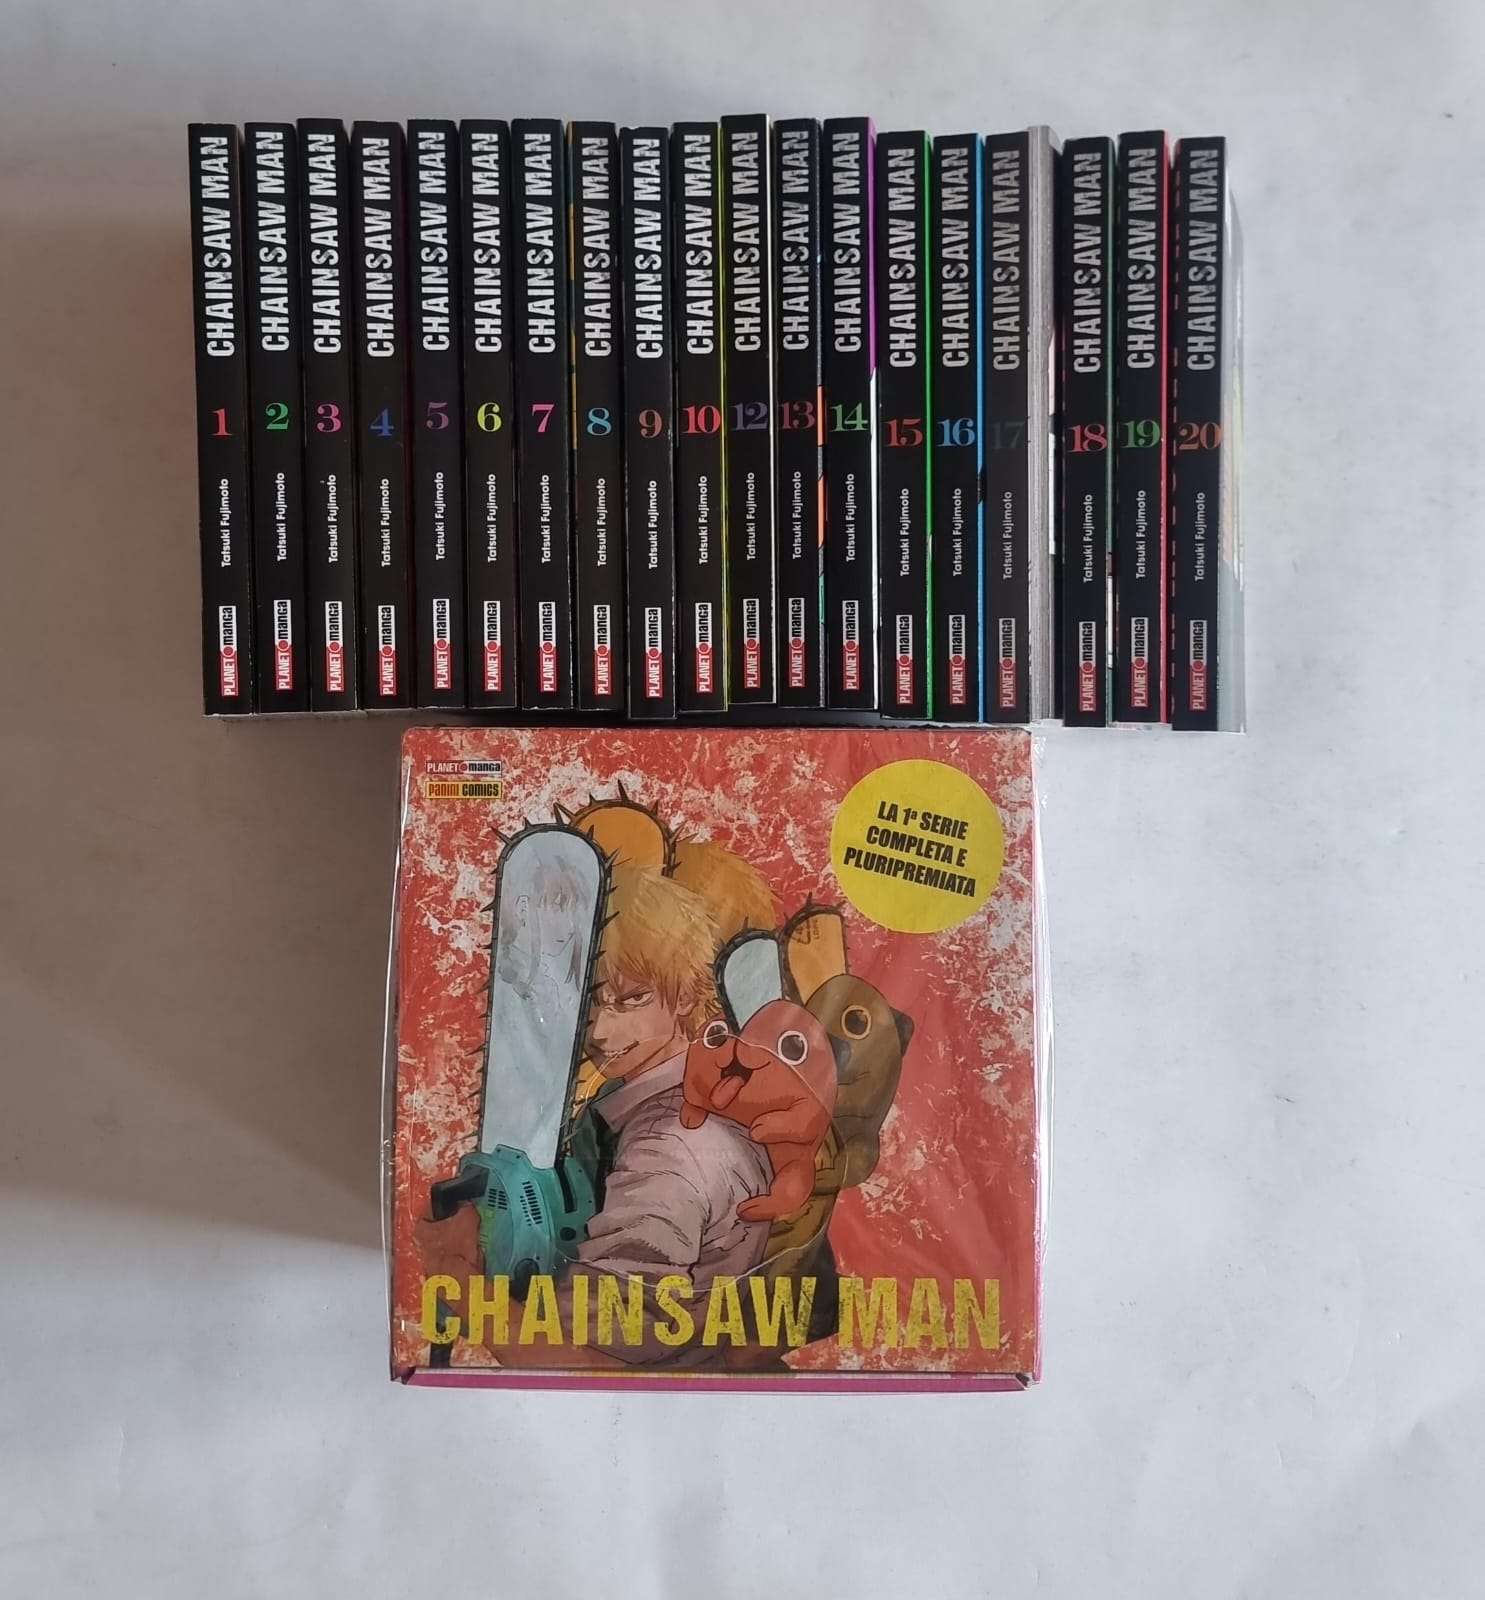 CHAINSAW MAN 1 Tatsuki Fujimoto PLANET manga
CHAINSAW MAN 2 Tatsuki Fujimoto PLANET manga
CHAINSAW MAN 3 Tatsuki Fujimoto PLANET manga
CHAINSAW MAN 4 Tatsuki Fujimoto PLANET manga
CHAINSAW MAN 5 Tatsuki Fujimoto PLANET manga
CHAINSAW MAN 6 Tatsuki Fujimoto PLANET manga
CHAINSAW MAN 7 Tatsuki Fujimoto PLANET manga
CHAINSAW MAN 8 Tatsuki Fujimoto PLANET manga
CHAINSAW MAN 9 Tatsuki Fujimoto PLANET manga
CHAINSAW MAN 10 Tatsuki Fujimoto PLANET manga
CHAINSAW MAN 12 Tatsuki Fujimoto PLANET manga
CHAINSAW MAN 13 Tatsuki Fujimoto PLANET manga
CHAINSAW MAN 14 Tatsuki Fujimoto PLANET manga
CHAINSAW MAN 15 Tatsuki Fujimoto PLANET manga
CHAINSAW MAN 16 Tatsuki Fujimoto PLANET manga
CHAINSAW MAN 17 Tatsuki Fujimoto PLANET manga
CHAINSAW MAN 18 Tatsuki Fujimoto PLANET manga
CHAINSAW MAN 19 Tatsuki Fujimoto PLANET manga
CHAINSAW MAN 20 Tatsuki Fujimoto PLANET manga
PLANET manga
PANINI COMICS
LA 1ª SERIE
COMPLETA E
PLURIPREMIATA
CHAINSAW MAN